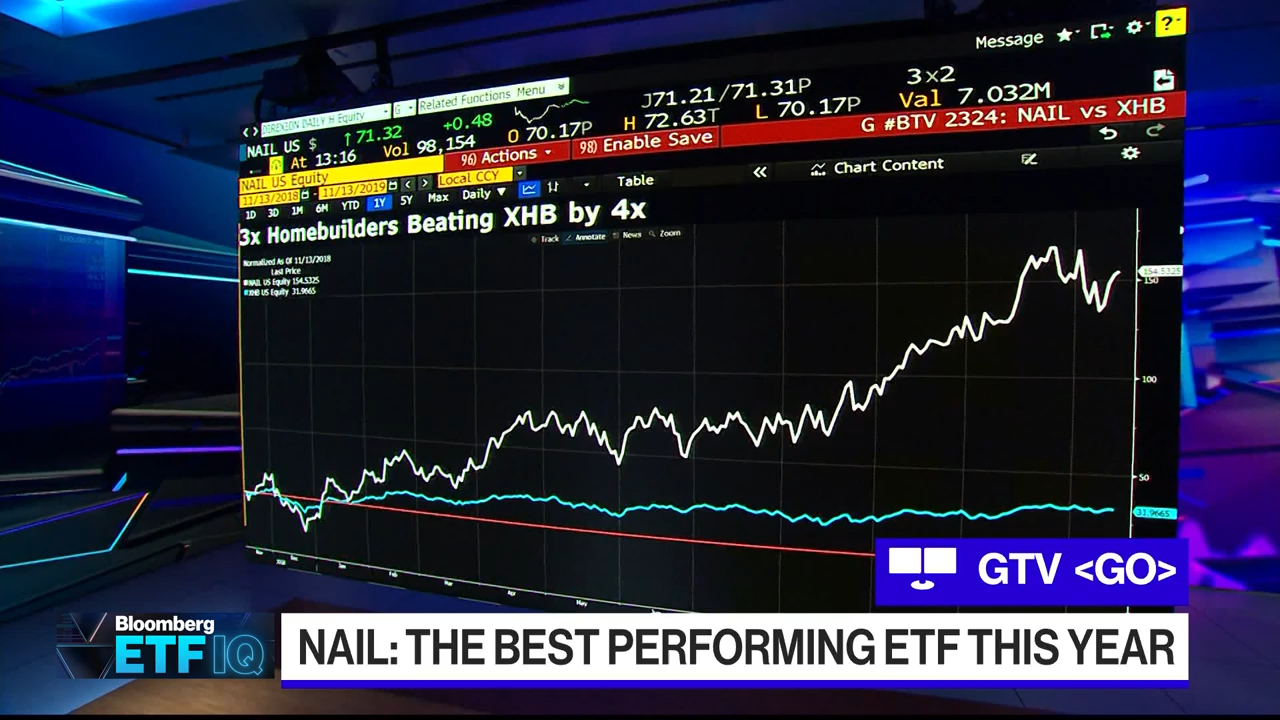 Message
DIREXION DAILY H Equity
G
Related Functions Menu
NAIL US $ ↑71.32 +0.48 J71.21/71.31P 3x2
At 13:16 Vol 98,154 O 70.17P H 72.63T L 70.17P Val 7.032M
NAIL US Equity
96) Actions
98) Enable Save
G #BTV 2324: NAIL vs XHB
11/13/2018 - 11/13/2019
Local CCY
1D 3D 1M 6M YTD 1Y 5Y Max Daily
Table
Chart Content
3x Homebuilders Beating XHB by 4x
Track Annotate News Zoom
Normalized As Of 11/13/2018
Last Price
NAIL US Equity 154.5325
XHB US Equity 31.9665
154.5325
150
100
50
31.9665
GTV <GO>
Bloomberg
ETF IQ
NAIL: THE BEST PERFORMING ETF THIS YEAR